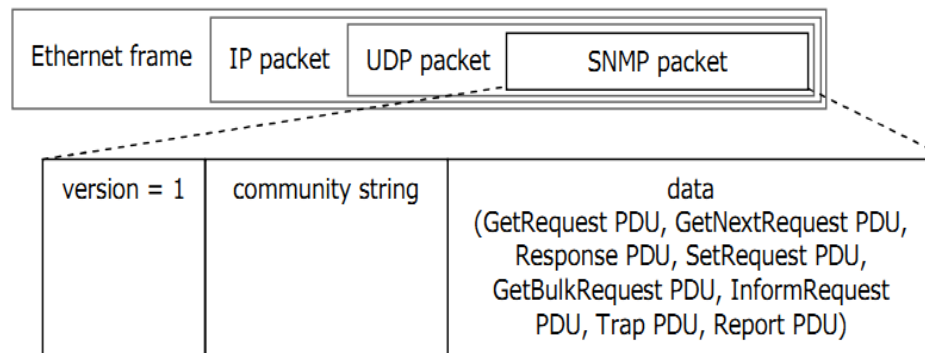 Ethernet frame
IP packet
UDP packet
SNMP packet
version = 1
community string
data
(GetRequest PDU, GetNextRequest PDU,
Response PDU, SetRequest PDU,
GetBulkRequest PDU, InformRequest
PDU, Trap PDU, Report PDU)